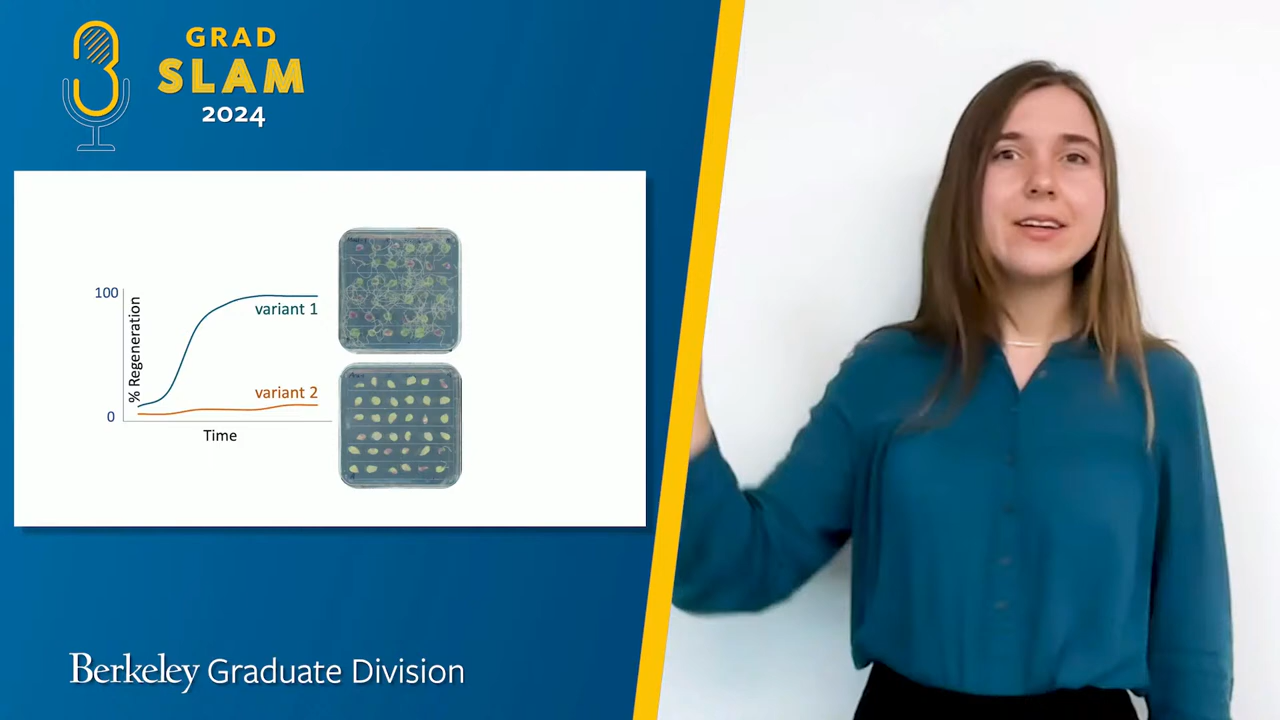 GRAD
SLAM
2024
100
% Regeneration
variant 1
variant 2
0
Time
Berkeley Graduate Division